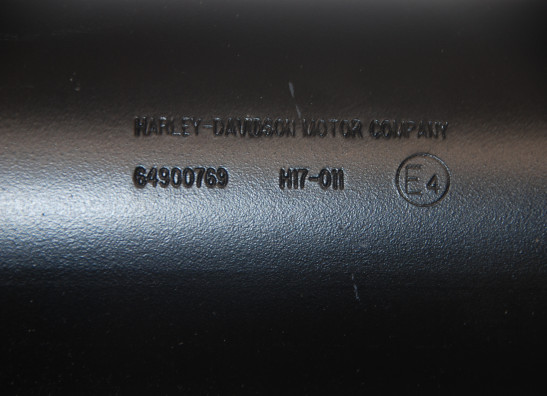 HARLEY-DAVIDSON MOTOR COMPANY
64900769 H17-011 E4